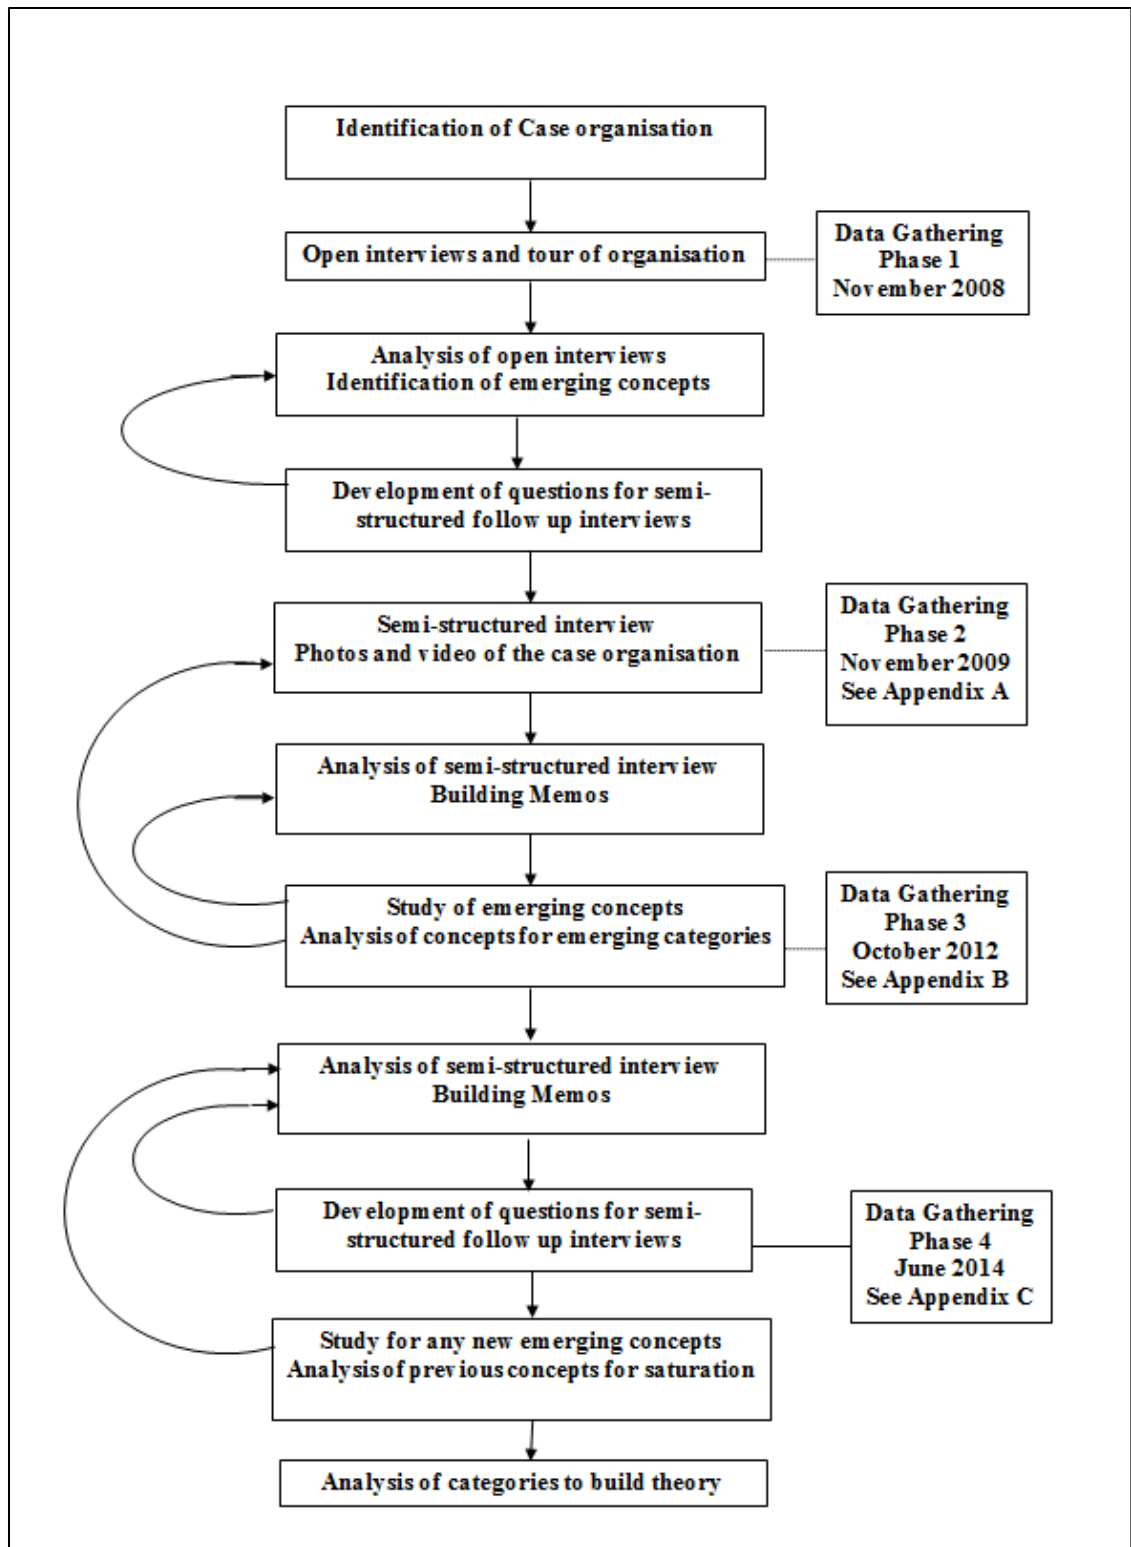 Identification of Case organisation
Open interviews and tour of organisation
Data Gathering
Phase 1
November 2008
Analysis of open interviews
Identification of emerging concepts
Development of questions for semi-
structured follow up interviews
Semi-structured interview
Photos and video of the case organisation
Data Gathering
Phase 2
November 2009
See Appendix A
Analysis of semi-structured interview
Building Memos
Study of emerging concepts
Analysis of concepts for emerging categories
Data Gathering
Phase 3
October 2012
See Appendix B
Analysis of semi-structured interview
Building Memos
Development of questions for semi-
structured follow up interviews
Data Gathering
Phase 4
June 2014
See Appendix C
Study for any new emerging concepts
Analysis of previous concepts for saturation
Analysis of categories to build theory